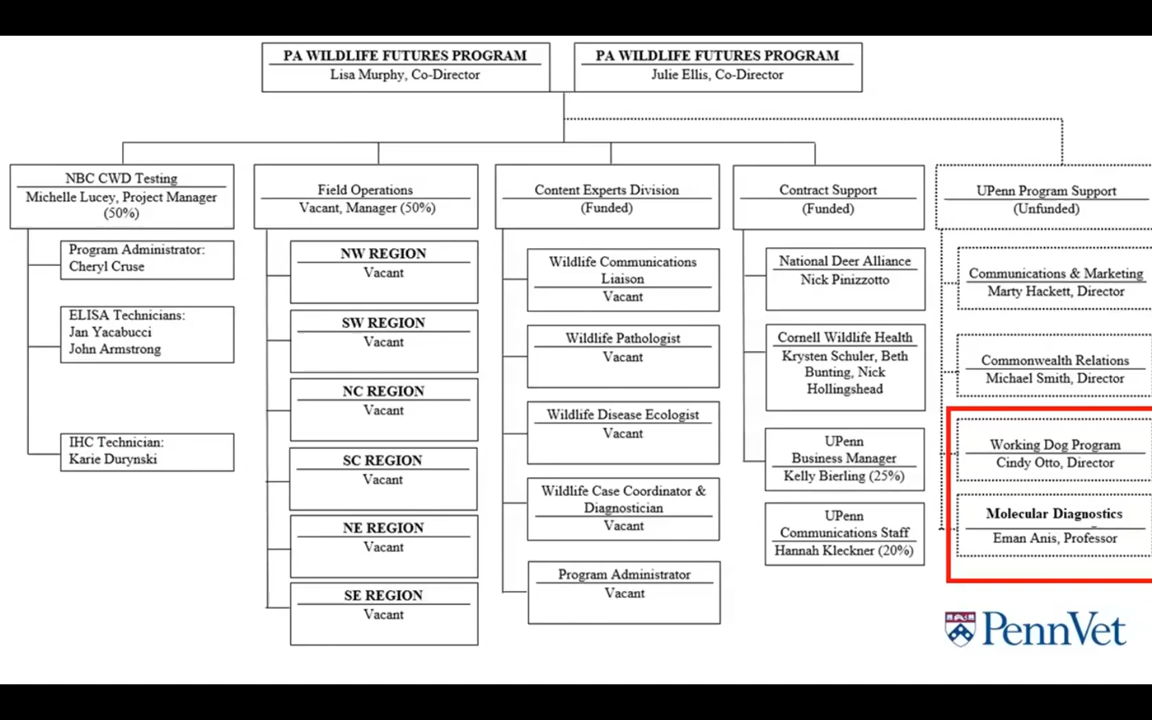 PA WILDLIFE FUTURES PROGRAM
Lisa Murphy, Co-Director
PA WILDLIFE FUTURES PROGRAM
Julie Ellis, Co-Director
NBC CWD Testing
Michelle Lucey, Project Manager
(50%)
Program Administrator:
Cheryl Cruse
ELISA Technicians:
Jan Yacabucci
John Armstrong
IHC Technician:
Karie Durynski
Field Operations
Vacant, Manager (50%)
NW REGION
Vacant
SW REGION
Vacant
NC REGION
Vacant
SC REGION
Vacant
NE REGION
Vacant
SE REGION
Vacant
Content Experts Division
(Funded)
Wildlife Communications
Liaison
Vacant
Wildlife Pathologist
Vacant
Wildlife Disease Ecologist
Vacant
Wildlife Case Coordinator &
Diagnostician
Vacant
Program Administrator
Vacant
Contract Support
(Funded)
National Deer Alliance
Nick Pinizzotto
Cornell Wildlife Health
Krysten Schuler, Beth
Bunting, Nick
Hollingshead
UPenn
Business Manager
Kelly Bierling (25%)
UPenn
Communications Staff
Hannah Kleckner (20%)
UPenn Program Support
(Unfunded)
Communications & Marketing
Marty Hackett, Director
Commonwealth Relations
Michael Smith, Director
Working Dog Program
Cindy Otto, Director
Molecular Diagnostics
Eman Anis, Professor
PennVet